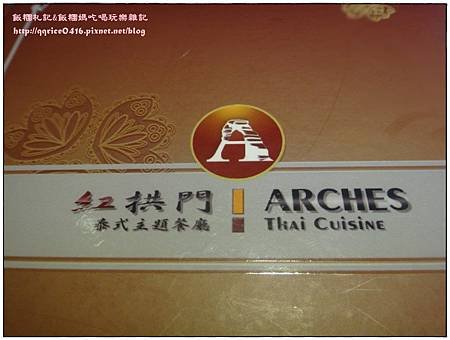 飯糰札記&飯糰媽吃喝玩樂雜記
http://qqrice0416.pixnet.net/blog
A
紅拱門
泰式主題餐廳
ARCHES
THAI CUISINE